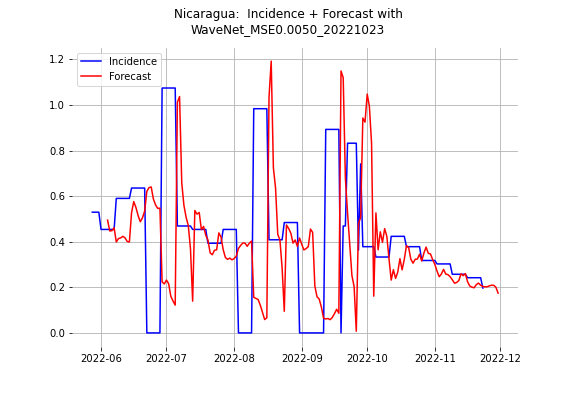 Nicaragua:  Incidence + Forecast with
WaveNet_MSE0.0050_20221023
Incidence
Forecast
1.2
1.0
0.8
0.6
0.4
0.2
0.0
2022-06 2022-07 2022-08 2022-09 2022-10 2022-11 2022-12